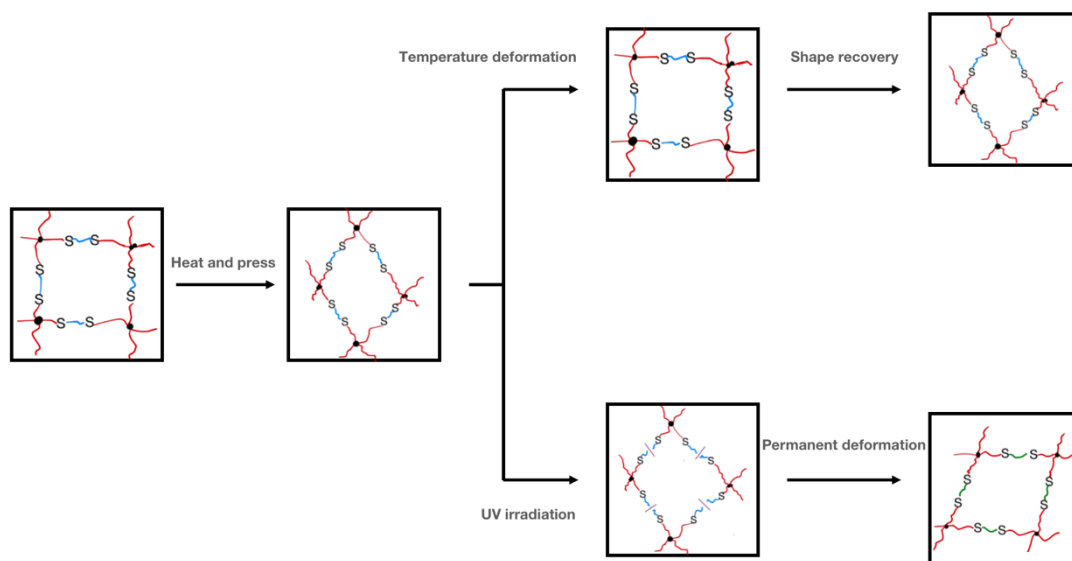 Temperature deformation
Shape recovery
S S
S S
S S
S S
S S
S S
S S
S S
Heat and press
S S
S S
S S
S S
S S
S S
S S
S S
UV irradiation
Permanent deformation
S S
S S
S S
S S
S S
S S
S S
S S